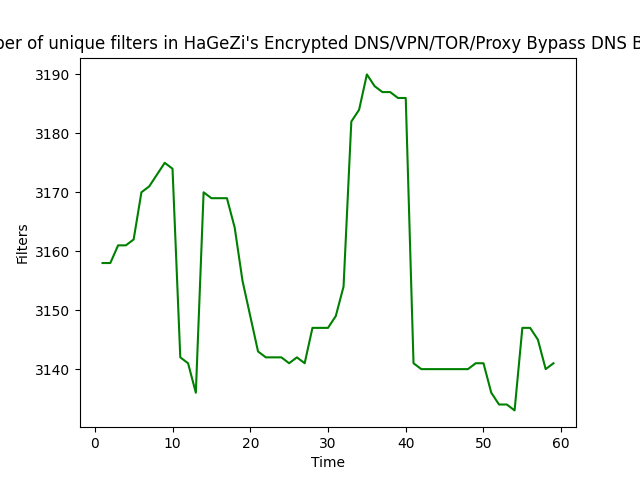 ber of unique filters in HaGeZi's Encrypted DNS/VPN/TOR/Proxy Bypass DNS B
3190
3180
3170
3160
3150
3140
Filters
0 10 20 30 40 50 60
Time